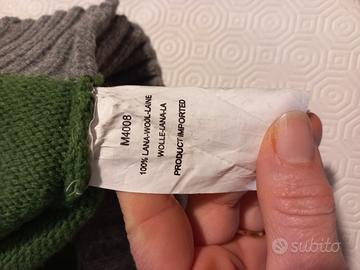 M4008
100% LANA-WOOL-LAINE
WOLLE-LANA-LA
PRODUCT IMPORTED
subito